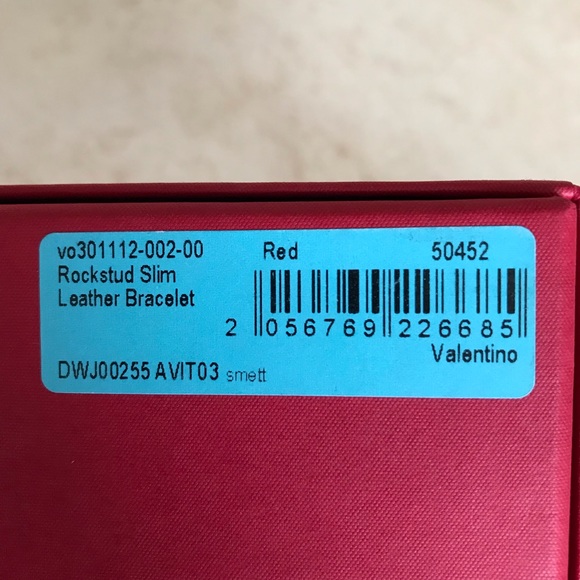 vo301112-002-00 Red 50452
Rockstud Slim
Leather Bracelet
2 056769 226685
Valentino
DWJ00255 AVIT03 smett